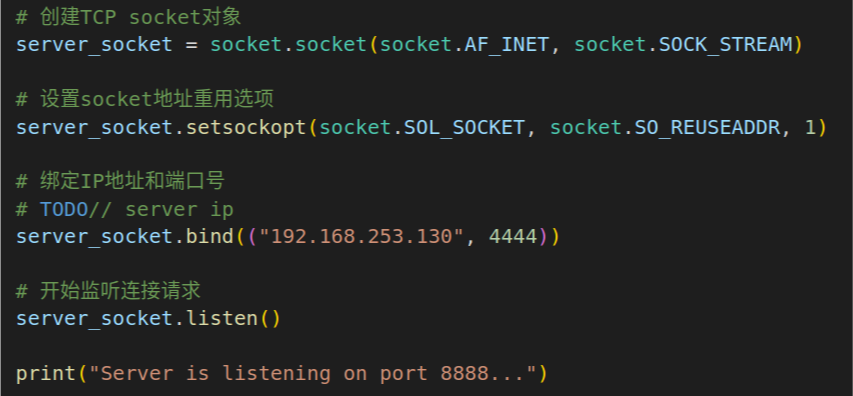 # 创建TCP socket对象
server_socket = socket.socket(socket.AF_INET, socket.SOCK_STREAM)
# 设置socket地址重用选项
server_socket.setsockopt(socket.SOL_SOCKET, socket.SO_REUSEADDR, 1)
# 绑定IP地址和端口号
# TODO// server ip
server_socket.bind(("192.168.253.130", 4444))
# 开始监听连接请求
server_socket.listen()
print("Server is listening on port 8888...")